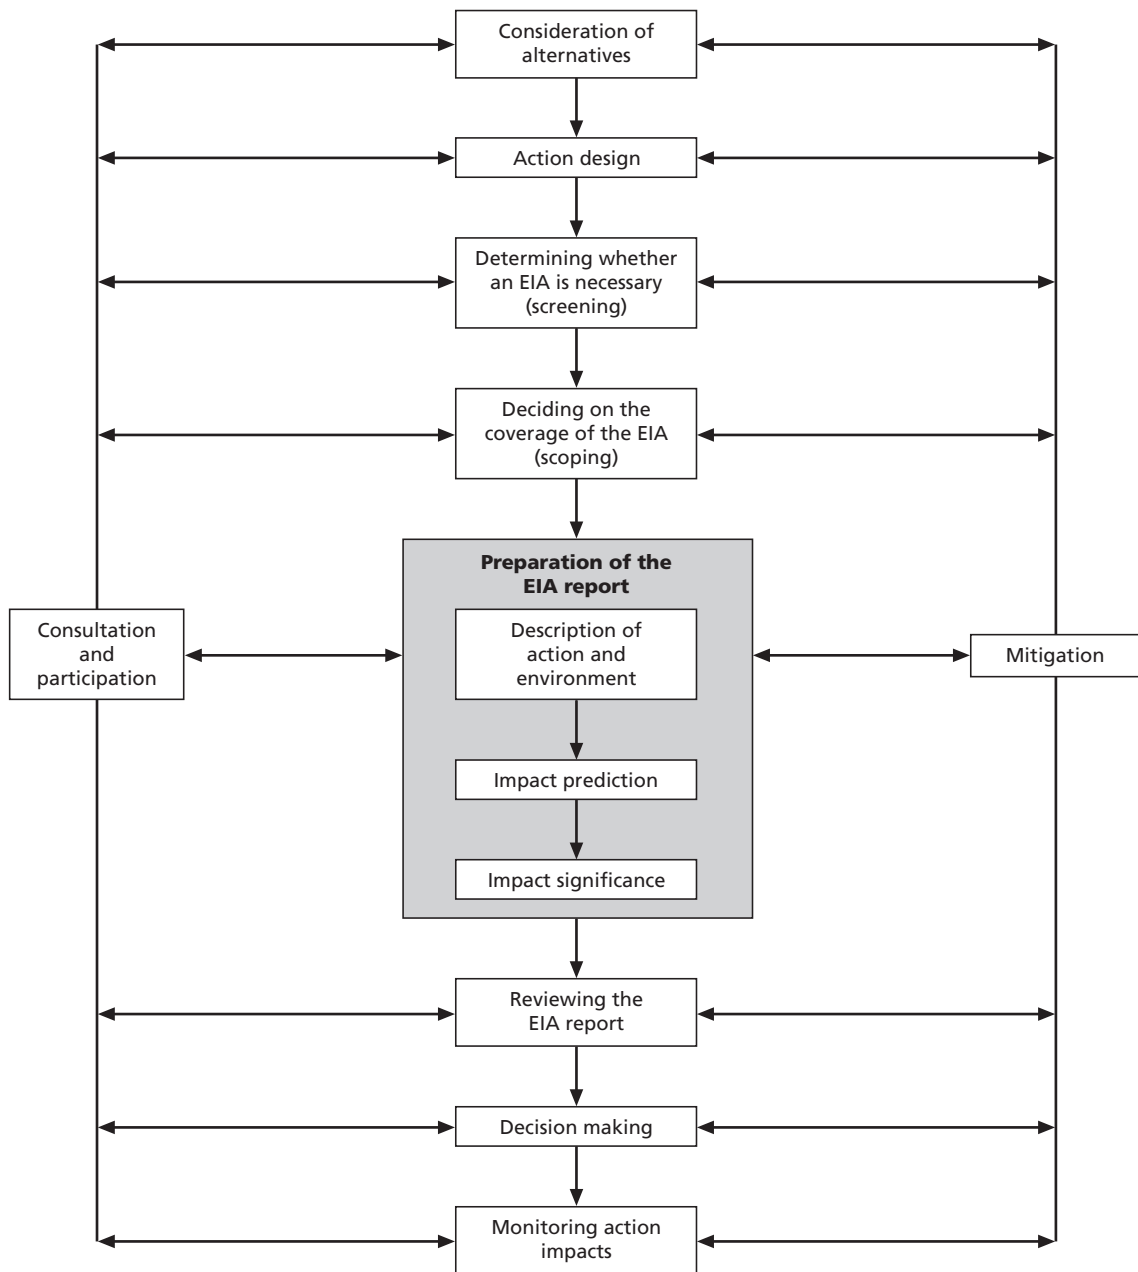 Consideration of
alternatives
Action design
Determining whether
an EIA is necessary
(screening)
Deciding on the
coverage of the EIA
(scoping)
Preparation of the
EIA report
Description of
action and
environment
Consultation
and
participation
Mitigation
Impact prediction
Impact significance
Reviewing the
EIA report
Decision making
Monitoring action
impacts